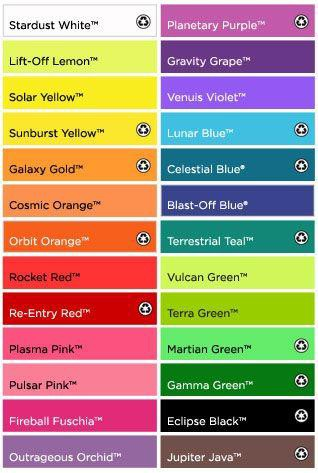 Stardust White™
Planetary Purple™
Lift-Off Lemon™
Gravity Grape™
Solar Yellow™
Venuis Violet™
Sunburst Yellow™
Lunar Blue™
Galaxy Gold™
Celestial Blue®
Cosmic Orange™
Blast-Off Blue®
Orbit Orange™
Terrestrial Teal™
Rocket Red™
Vulcan Green™
Re-Entry Red™
Terra Green™
Plasma Pink™
Martian Green™
Pulsar Pink™
Gamma Green™
Fireball Fuschia™
Eclipse Black™
Outrageous Orchid™
Jupiter Java™